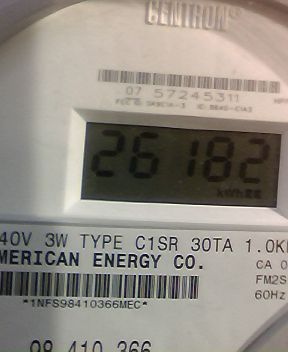 CENTRON®
07 57245311
26182
kWh
40V 3W TYPE C1SR 30TA 1.0K
MERICAN ENERGY CO.
CA 0
FM2S
60Hz
*1NFS98410366MEC*
98 410 366